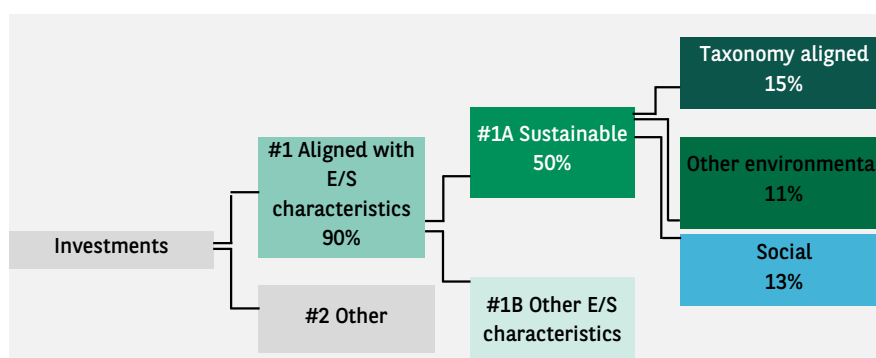 Taxonomy aligned
15%
#1A Sustainable
50%
#1 Aligned with
E/S
characteristics
90%
Other environmenta
11%
Investments
Social
13%
#2 Other
#1B Other E/S
characteristics